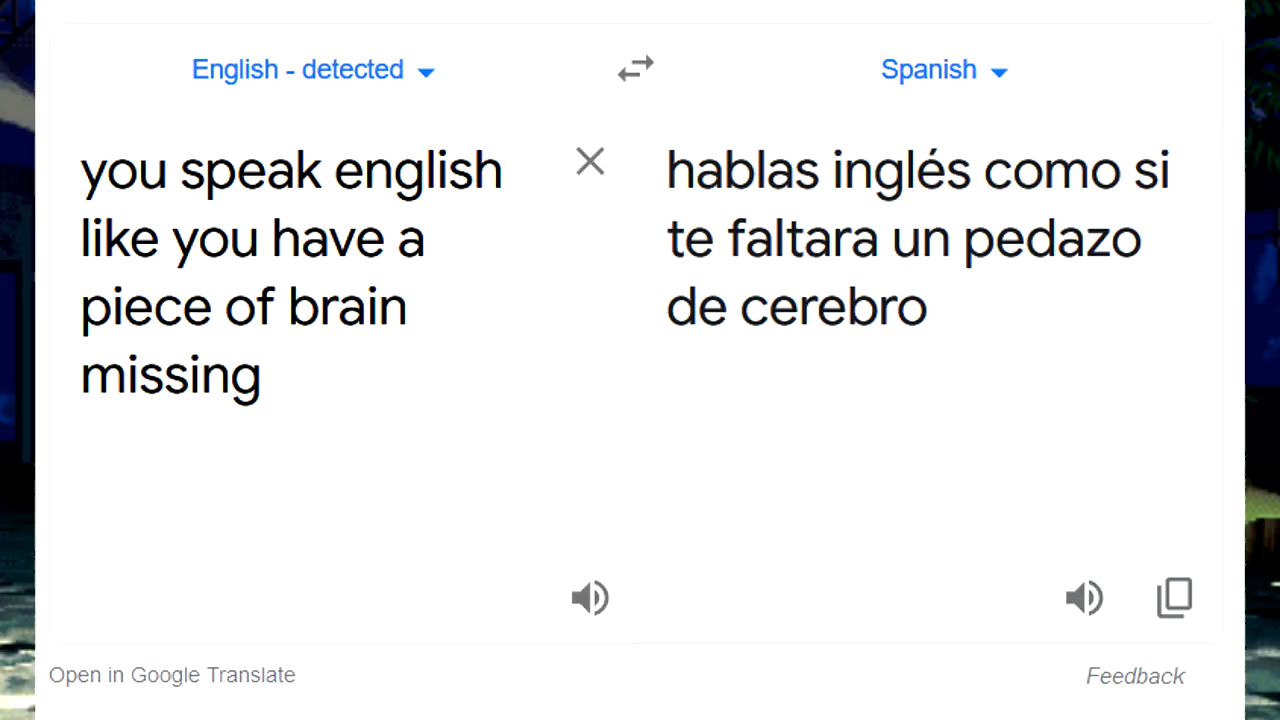 English - detected
Spanish
you speak english
like you have a
piece of brain
missing
hablas inglés como si
te faltara un pedazo
de cerebro
Open in Google Translate
Feedback